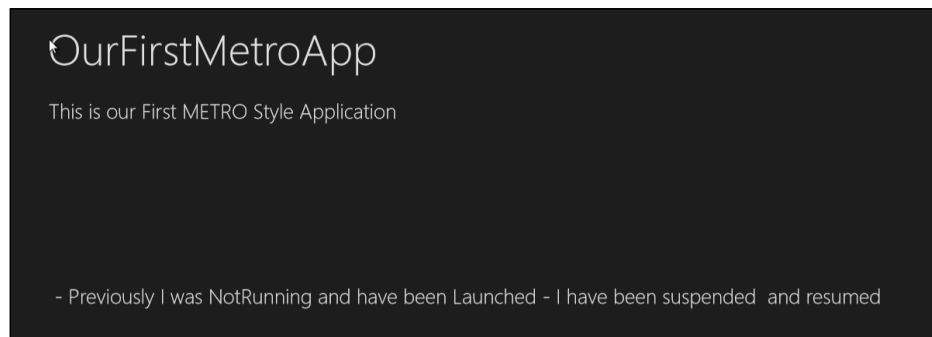 OurFirstMetroApp
This is our First METRO Style Application
- Previously I was NotRunning and have been Launched - I have been suspended  and resumed